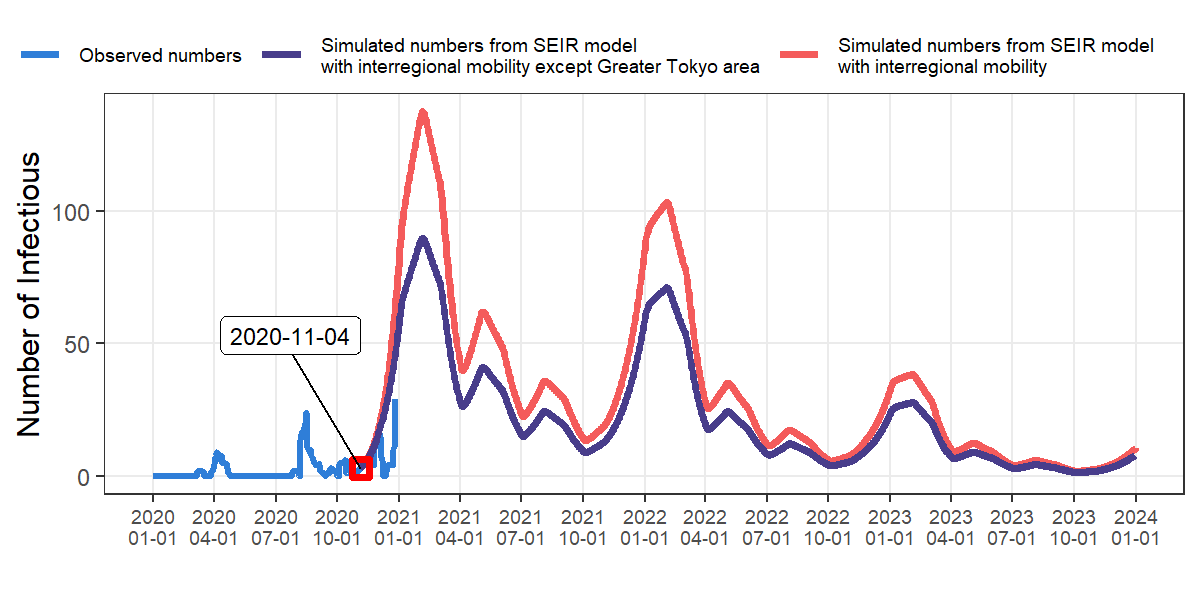 Observed numbers
Simulated numbers from SEIR model
with interregional mobility except Greater Tokyo area
Simulated numbers from SEIR model
with interregional mobility
Number of Infectious
100
50
0
2020-11-04
2020 2020 2020 2020 2021 2021 2021 2021 2022 2022 2022 2022 2023 2023 2023 2023 2024
01-01 04-01 07-01 10-01 01-01 04-01 07-01 10-01 01-01 04-01 07-01 10-01 01-01 04-01 07-01 10-01 01-01